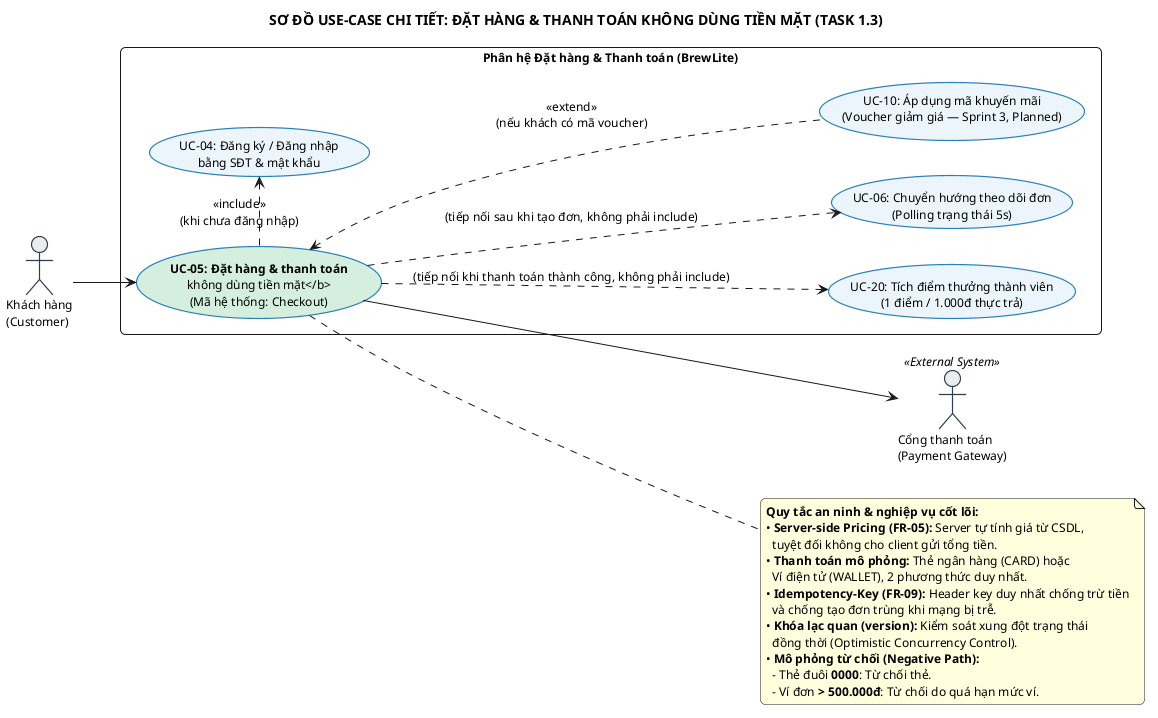 SƠ ĐỒ USE-CASE CHI TIẾT: ĐẶT HÀNG & THANH TOÁN KHÔNG DÙNG TIỀN MẶT (TASK 1.3)
Phân hệ Đặt hàng & Thanh toán (BrewLite)
«extend»
(nếu khách có mã voucher)
UC-10: Áp dụng mã khuyến mãi
(Voucher giảm giá — Sprint 3, Planned)
UC-04: Đăng ký / Đăng nhập
bằng SĐT & mật khẩu
«include»
(khi chưa đăng nhập)
(tiếp nối sau khi tạo đơn, không phải include)
UC-06: Chuyển hướng theo dõi đơn
(Polling trạng thái 5s)
UC-05: Đặt hàng & thanh toán
không dùng tiền mặt</b>
(Mã hệ thống: Checkout)
(tiếp nối khi thanh toán thành công, không phải include)
UC-20: Tích điểm thưởng thành viên
(1 điểm / 1.000đ thực trả)
Khách hàng
(Customer)
«External System»
Cổng thanh toán
(Payment Gateway)
Quy tắc an ninh & nghiệp vụ cốt lõi:
• Server-side Pricing (FR-05): Server tự tính giá từ CSDL,
tuyệt đối không cho client gửi tổng tiền.
• Thanh toán mô phỏng: Thẻ ngân hàng (CARD) hoặc
Ví điện tử (WALLET), 2 phương thức duy nhất.
• Idempotency-Key (FR-09): Header key duy nhất chống trừ tiền
và chống tạo đơn trùng khi mạng bị trễ.
• Khóa lạc quan (version): Kiểm soát xung đột trạng thái
đồng thời (Optimistic Concurrency Control).
• Mô phỏng từ chối (Negative Path):
- Thẻ đuôi 0000: Từ chối thẻ.
- Ví đơn > 500.000đ: Từ chối do quá hạn mức ví.